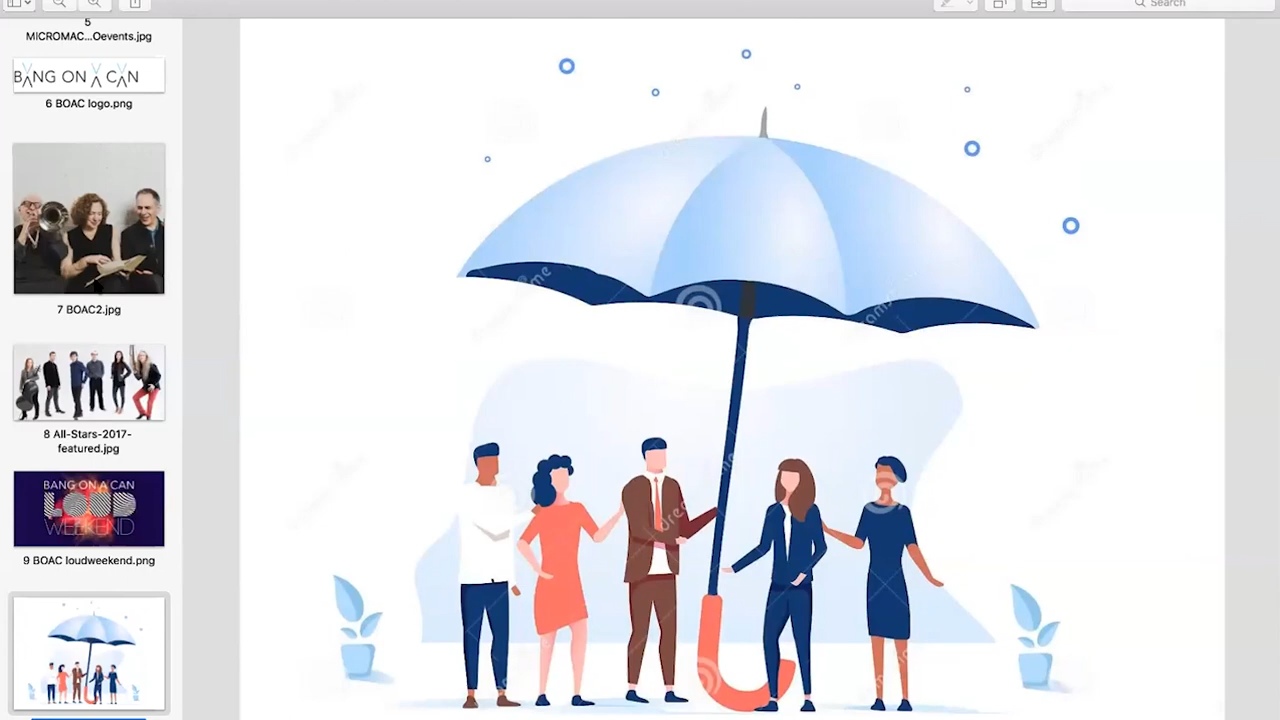 Search
5
MICROMAC...Oevents.jpg
BANG ON A CAN
6 BOAC logo.png
7 BOAC2.jpg
8 All-Stars-2017-
featured.jpg
BANG ON A CAN
LOUD
WEEKEND
9 BOAC loudweekend.png